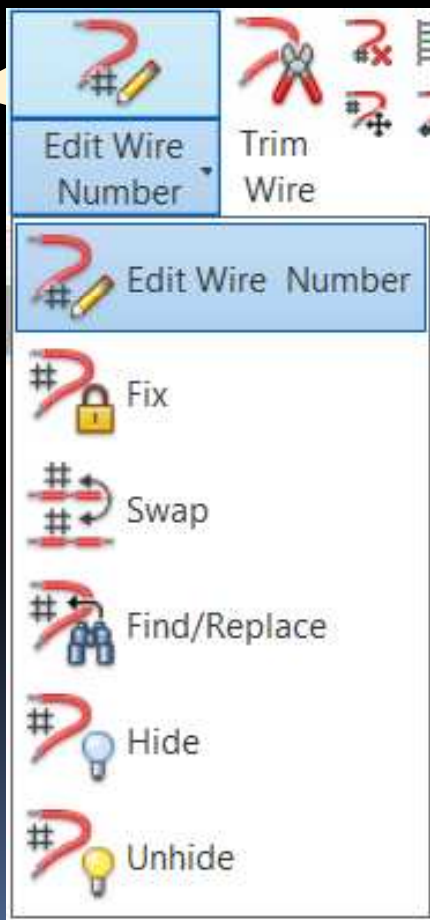 Edit Wire
Number
Trim
Wire
Edit Wire Number
Fix
Swap
Find/Replace
Hide
Unhide